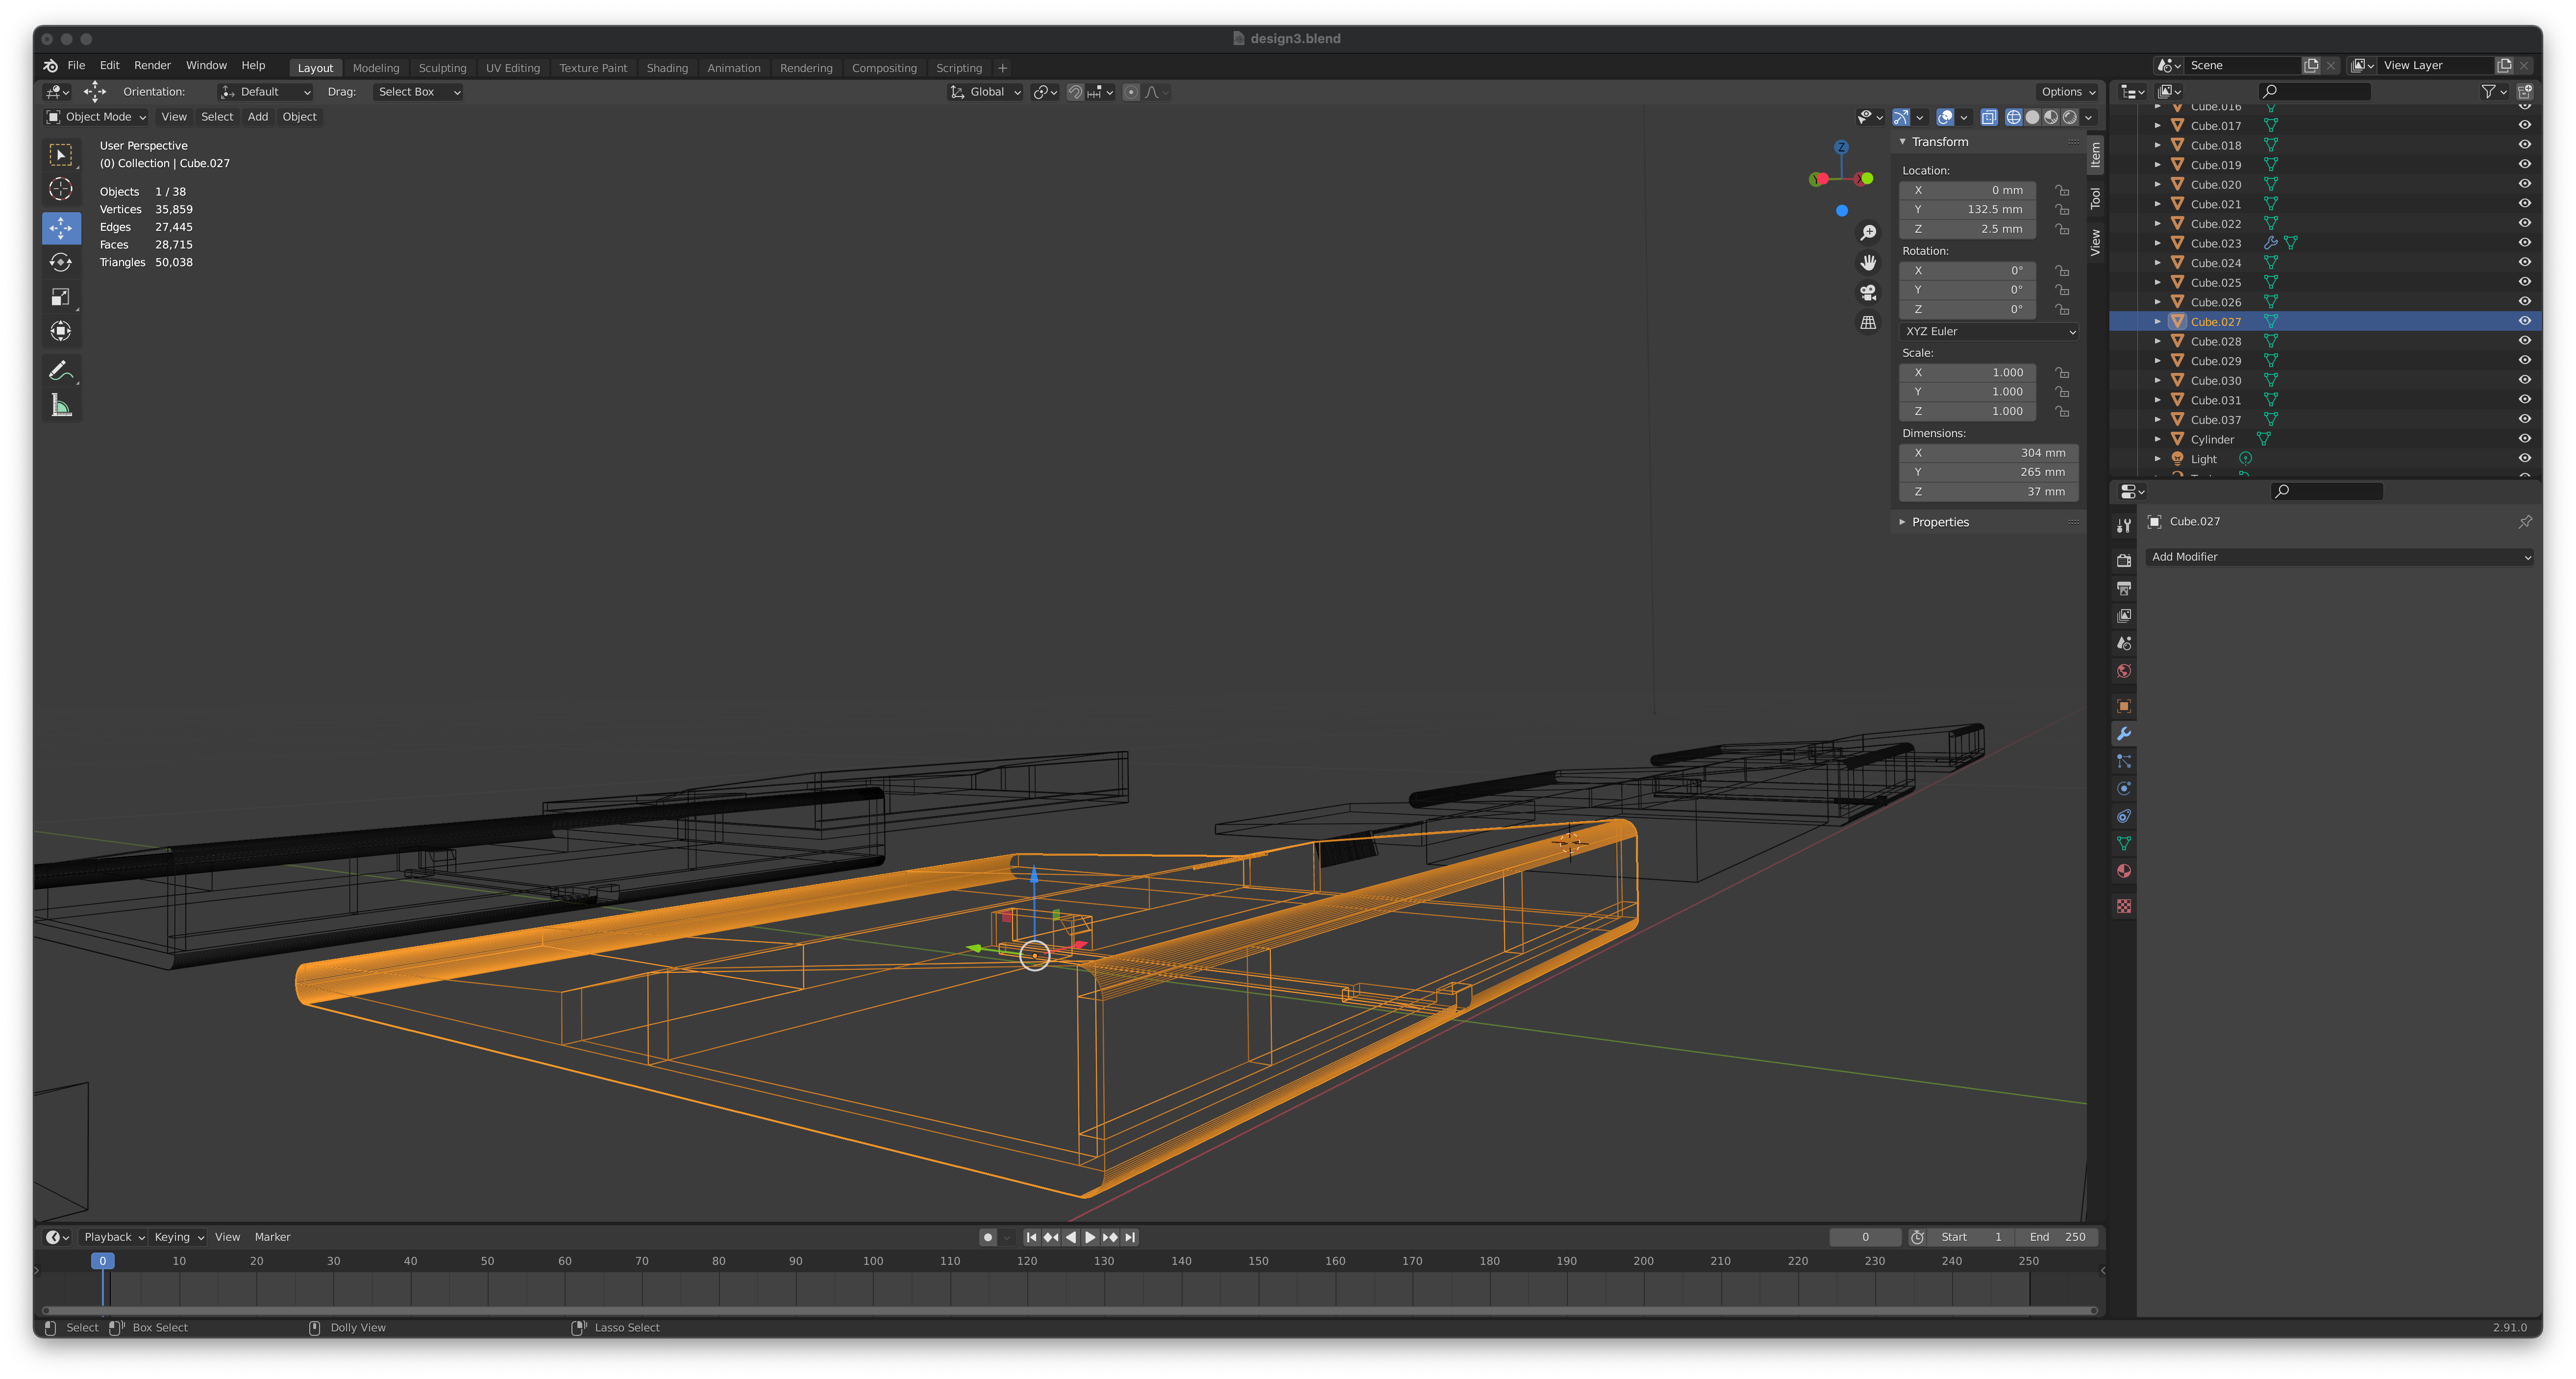 design3.blend
File Edit Render Window Help Layout Modeling Sculpting UV Editing Texture Paint Shading Animation Rendering Compositing Scripting + Scene View Layer
Orientation: Default Drag: Select Box Global Options
Object Mode View Select Add Object
User Perspective
(0) Collection | Cube.027
Objects 1 / 38
Vertices 35,859
Edges 27,445
Faces 28,715
Triangles 50,038
Z
Y
X
Transform
Location:
X 0 mm
Y 132.5 mm
Z 2.5 mm
Rotation:
X 0°
Y 0°
Z 0°
XYZ Euler
Scale:
X 1.000
Y 1.000
Z 1.000
Dimensions:
X 304 mm
Y 265 mm
Z 37 mm
Properties
Item
Tool
View
Cube.016
Cube.017
Cube.018
Cube.019
Cube.020
Cube.021
Cube.022
Cube.023
Cube.024
Cube.025
Cube.026
Cube.027
Cube.028
Cube.029
Cube.030
Cube.031
Cube.037
Cylinder
Light
Cube.027
Add Modifier
Playback Keying View Marker 0 Start 1 End 250
0 10 20 30 40 50 60 70 80 90 100 110 120 130 140 150 160 170 180 190 200 210 220 230 240 250
Select Box Select Dolly View Lasso Select 2.91.0